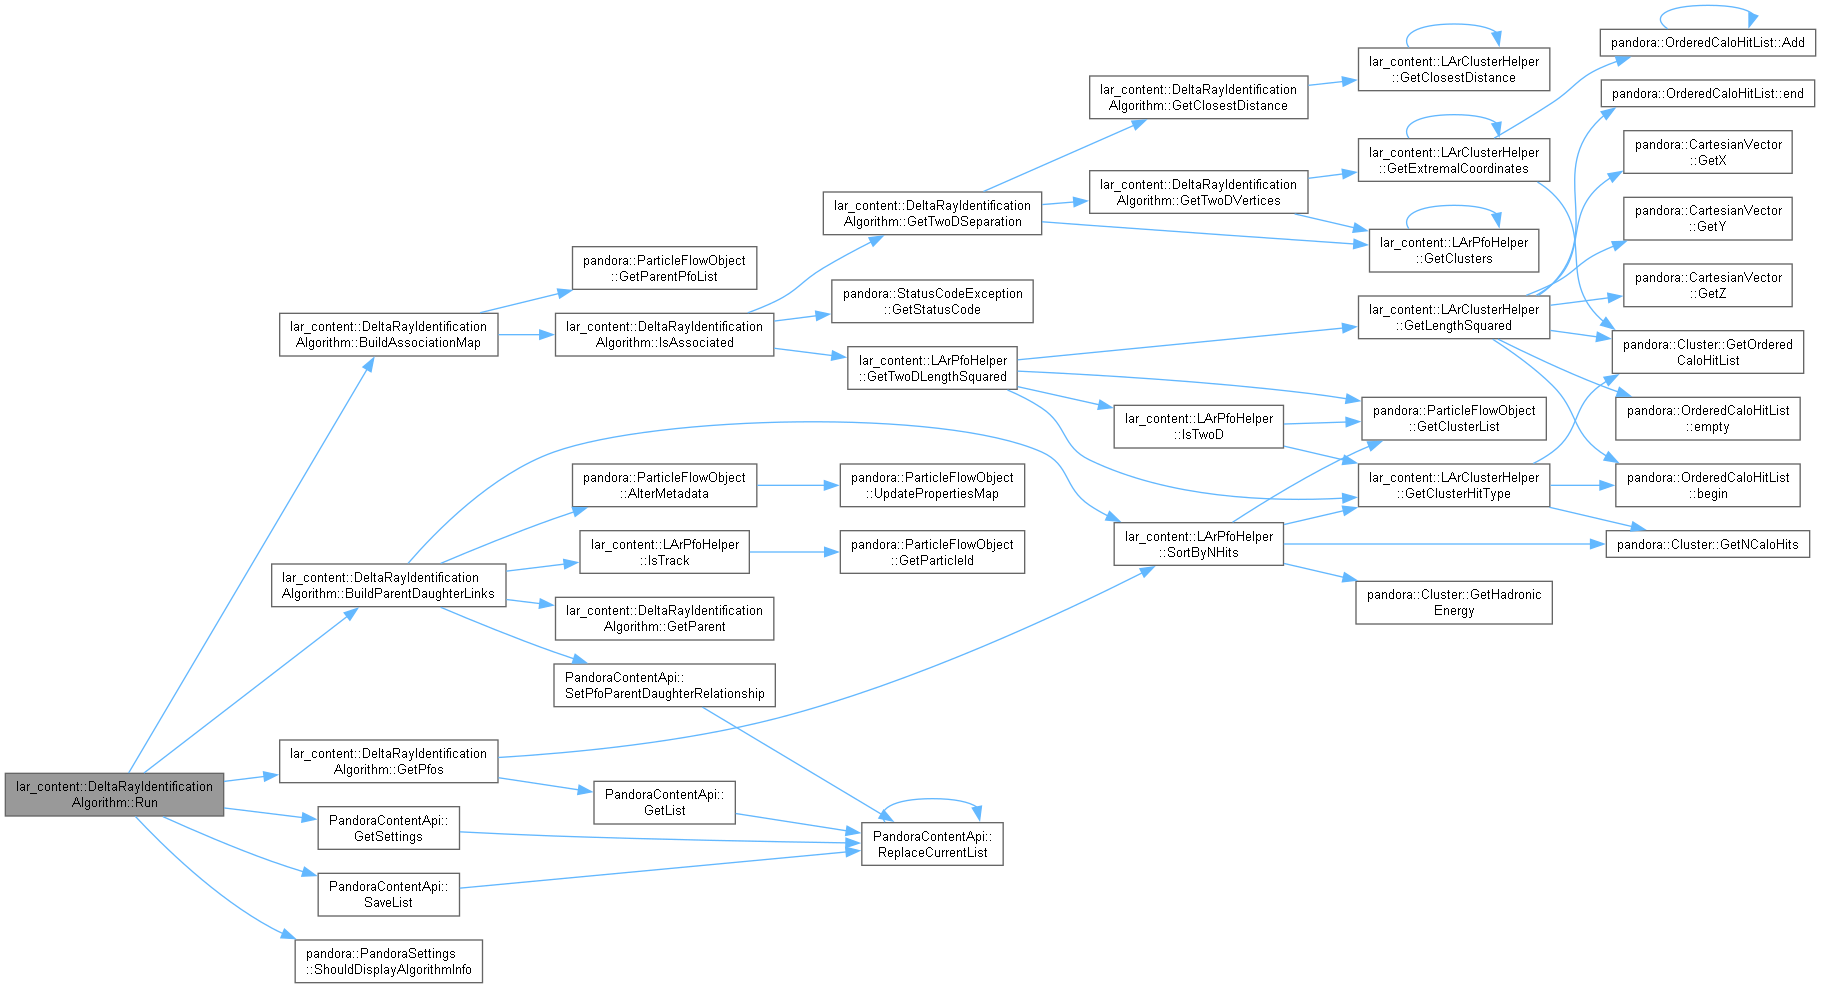 lar_content::DeltaRayIdentification
Algorithm::Run
lar_content::DeltaRayIdentification
Algorithm::BuildAssociationMap
lar_content::DeltaRayIdentification
Algorithm::BuildParentDaughterLinks
lar_content::DeltaRayIdentification
Algorithm::GetPfos
PandoraContentApi::
GetSettings
PandoraContentApi::
SaveList
pandora::PandoraSettings
::ShouldDisplayAlgorithmInfo
pandora::ParticleFlowObject
::GetParentPfoList
lar_content::DeltaRayIdentification
Algorithm::IsAssociated
pandora::ParticleFlowObject
::AlterMetadata
lar_content::LArPfoHelper
::IsTrack
lar_content::DeltaRayIdentification
Algorithm::GetParent
PandoraContentApi::
SetPfoParentDaughterRelationship
PandoraContentApi::
GetList
lar_content::DeltaRayIdentification
Algorithm::GetTwoDSeparation
pandora::StatusCodeException
::GetStatusCode
lar_content::LArPfoHelper
::GetTwoDLengthSquared
pandora::ParticleFlowObject
::UpdatePropertiesMap
pandora::ParticleFlowObject
::GetParticleId
PandoraContentApi::
ReplaceCurrentList
lar_content::DeltaRayIdentification
Algorithm::GetClosestDistance
lar_content::DeltaRayIdentification
Algorithm::GetTwoDVertices
lar_content::LArPfoHelper
::IsTwoD
lar_content::LArPfoHelper
::SortByNHits
lar_content::LArClusterHelper
::GetClosestDistance
lar_content::LArClusterHelper
::GetExtremalCoordinates
lar_content::LArPfoHelper
::GetClusters
lar_content::LArClusterHelper
::GetLengthSquared
pandora::ParticleFlowObject
::GetClusterList
lar_content::LArClusterHelper
::GetClusterHitType
pandora::Cluster::GetHadronic
Energy
pandora::OrderedCaloHitList::Add
pandora::OrderedCaloHitList::end
pandora::CartesianVector
::GetX
pandora::CartesianVector
::GetY
pandora::CartesianVector
::GetZ
pandora::Cluster::GetOrdered
CaloHitList
pandora::OrderedCaloHitList
::empty
pandora::OrderedCaloHitList
::begin
pandora::Cluster::GetNCaloHits